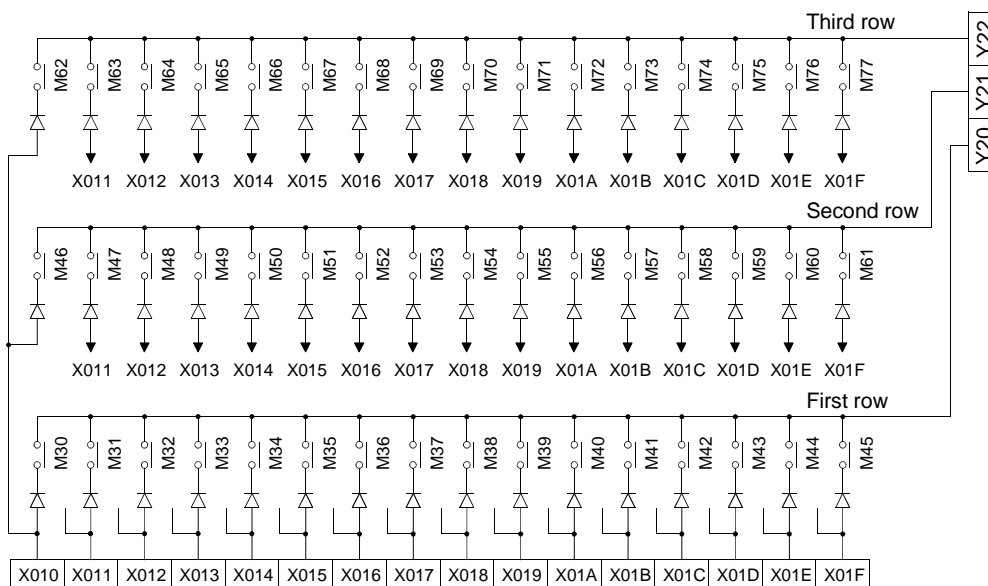 Third row
Y22
M62 M63 M64 M65 M66 M67 M68 M69 M70 M71 M72 M73 M74 M75 M76 M77
Y21
Y20
X011 X012 X013 X014 X015 X016 X017 X018 X019 X01A X01B X01C X01D X01E X01F
Second row
M46 M47 M48 M49 M50 M51 M52 M53 M54 M55 M56 M57 M58 M59 M60 M61
X011 X012 X013 X014 X015 X016 X017 X018 X019 X01A X01B X01C X01D X01E X01F
First row
M30 M31 M32 M33 M34 M35 M36 M37 M38 M39 M40 M41 M42 M43 M44 M45
X010 X011 X012 X013 X014 X015 X016 X017 X018 X019 X01A X01B X01C X01D X01E X01F